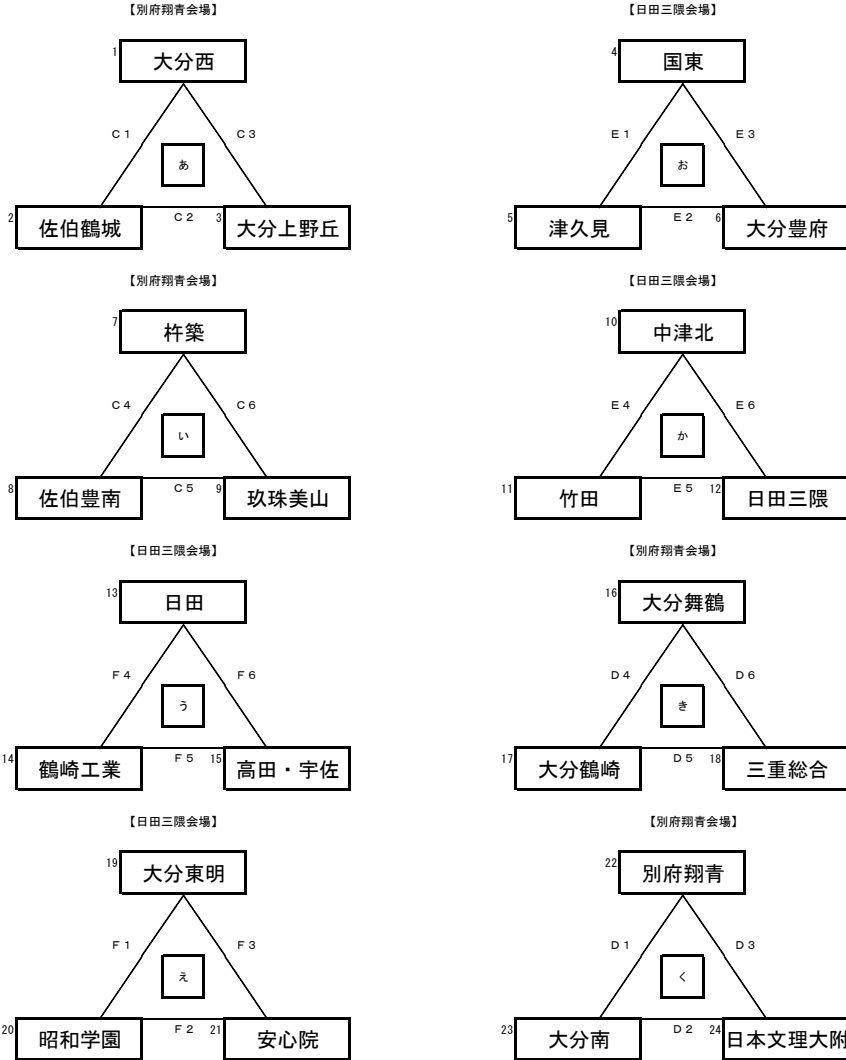 【別府翔青会場】
1 大分西
C1 C3
あ
2 佐伯鶴城 C2 3 大分上野丘
【日田三隈会場】
4 国東
E1 E3
お
5 津久見 E2 6 大分豊府
【別府翔青会場】
7 杵築
C4 C6
い
8 佐伯豊南 C5 9 玖珠美山
【日田三隈会場】
10 中津北
E4 E6
か
11 竹田 E5 12 日田三隈
【日田三隈会場】
13 日田
F4 F6
う
14 鶴崎工業 F5 15 高田・宇佐
【別府翔青会場】
16 大分舞鶴
D4 D6
き
17 大分鶴崎 D5 18 三重総合
【日田三隈会場】
19 大分東明
F1 F3
え
20 昭和学園 F2 21 安心院
【別府翔青会場】
22 別府翔青
D1 D3
く
23 大分南 D2 24 日本文理大附